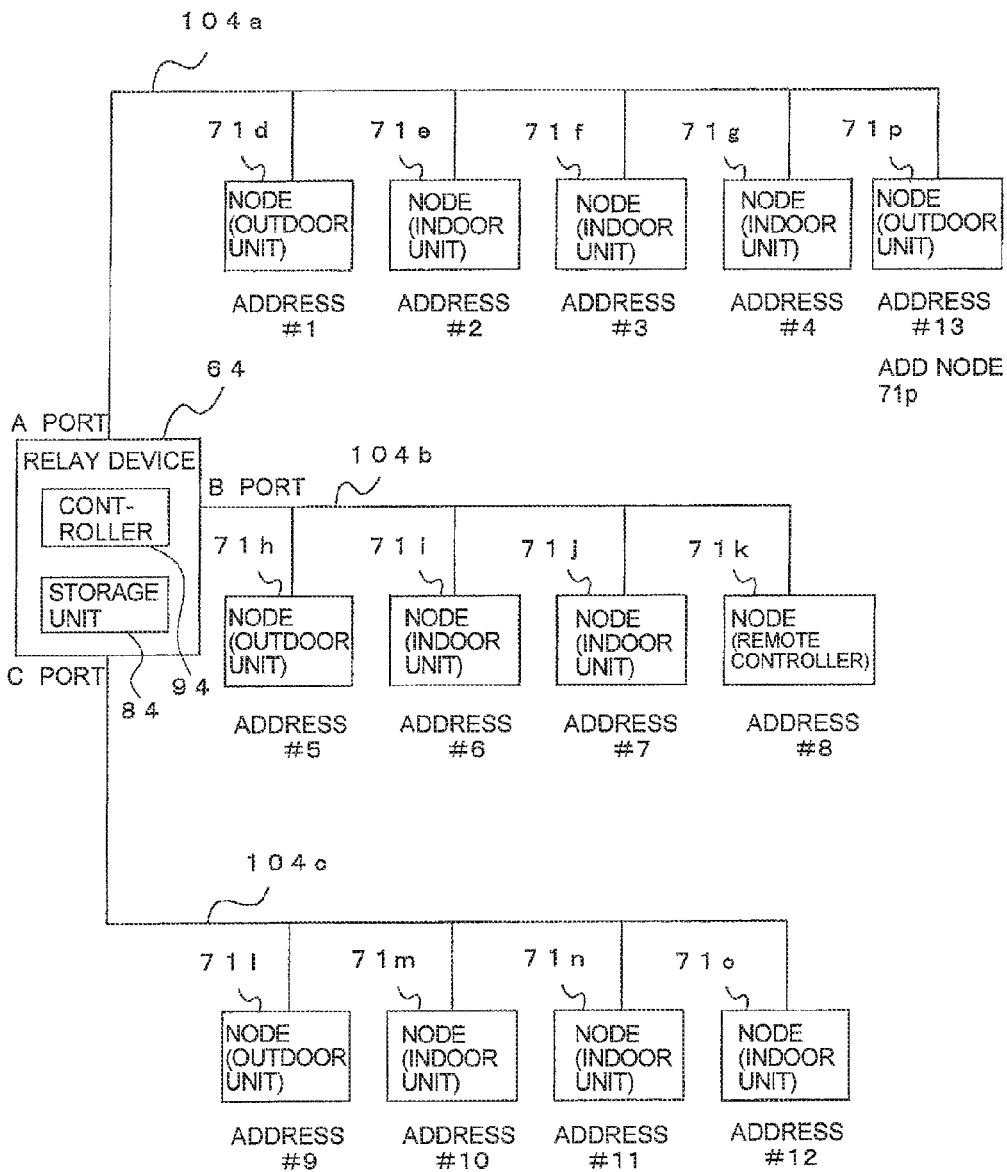 104a
71d 71e 71f 71g 71p
NODE
(OUTDOOR
UNIT)
NODE
(INDOOR
UNIT)
NODE
(INDOOR
UNIT)
NODE
(INDOOR
UNIT)
NODE
(OUTDOOR
UNIT)
ADDRESS
#1
ADDRESS
#2
ADDRESS
#3
ADDRESS
#4
ADDRESS
#13
ADD NODE
71p
64
A PORT
RELAY DEVICE
CONT-
ROLLER
STORAGE
UNIT
94
84
B PORT
104b
71h 71i 71j 71k
NODE
(OUTDOOR
UNIT)
NODE
(INDOOR
UNIT)
NODE
(INDOOR
UNIT)
NODE
(REMOTE
CONTROLLER)
ADDRESS
#5
ADDRESS
#6
ADDRESS
#7
ADDRESS
#8
C PORT
104c
71l 71m 71n 71o
NODE
(OUTDOOR
UNIT)
NODE
(INDOOR
UNIT)
NODE
(INDOOR
UNIT)
NODE
(INDOOR
UNIT)
ADDRESS
#9
ADDRESS
#10
ADDRESS
#11
ADDRESS
#12